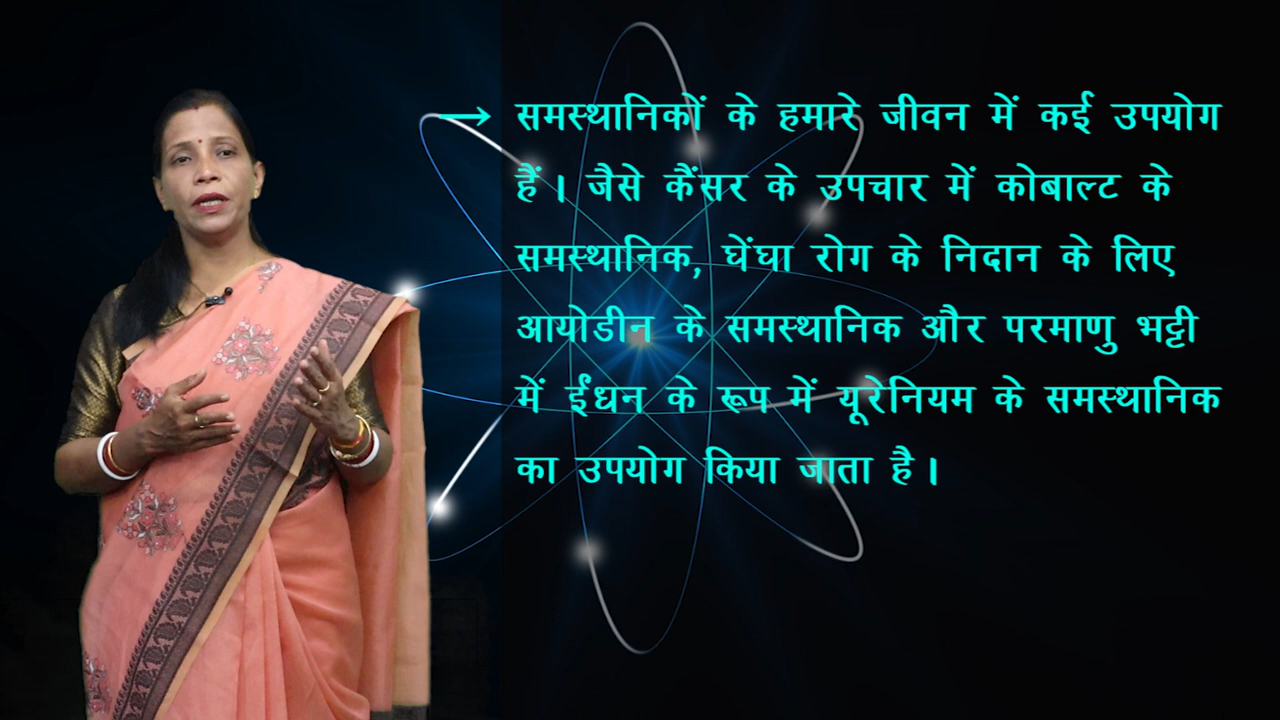 → समस्थानिकों के हमारे जीवन में कई उपयोग
हैं। जैसे कैंसर के उपचार में कोबाल्ट के
समस्थानिक, घेंघा रोग के निदान के लिए
आयोडीन के समस्थानिक और परमाणु भट्टी
में ईंधन के रूप में यूरेनियम के समस्थानिक
का उपयोग किया जाता है।